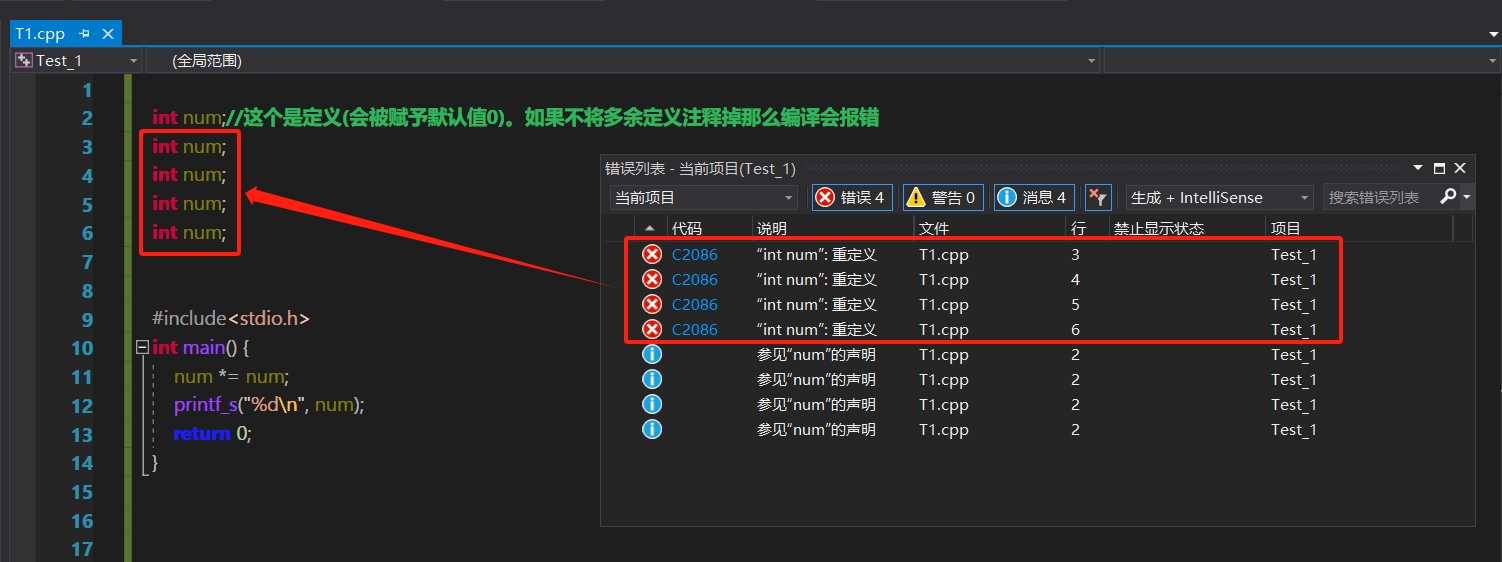 T1.cpp
Test_1 (全局范围)
1
2 int num;//这个是定义(会被赋予默认值0)。如果不将多余定义注释掉那么编译会报错
3 int num;
4 int num;
5 int num;
6 int num;
7
8
9 #include<stdio.h>
10 int main() {
11 num *= num;
12 printf_s("%d\n", num);
13 return 0;
14 }
15
16
17
错误列表 - 当前项目(Test_1)
当前项目 错误 4 警告 0 消息 4 生成 + IntelliSense 搜索错误列表
代码 说明 文件 行 禁止显示状态 项目
C2086 “int num”: 重定义 T1.cpp 3 Test_1
C2086 “int num”: 重定义 T1.cpp 4 Test_1
C2086 “int num”: 重定义 T1.cpp 5 Test_1
C2086 “int num”: 重定义 T1.cpp 6 Test_1
参见“num”的声明 T1.cpp 2 Test_1
参见“num”的声明 T1.cpp 2 Test_1
参见“num”的声明 T1.cpp 2 Test_1
参见“num”的声明 T1.cpp 2 Test_1